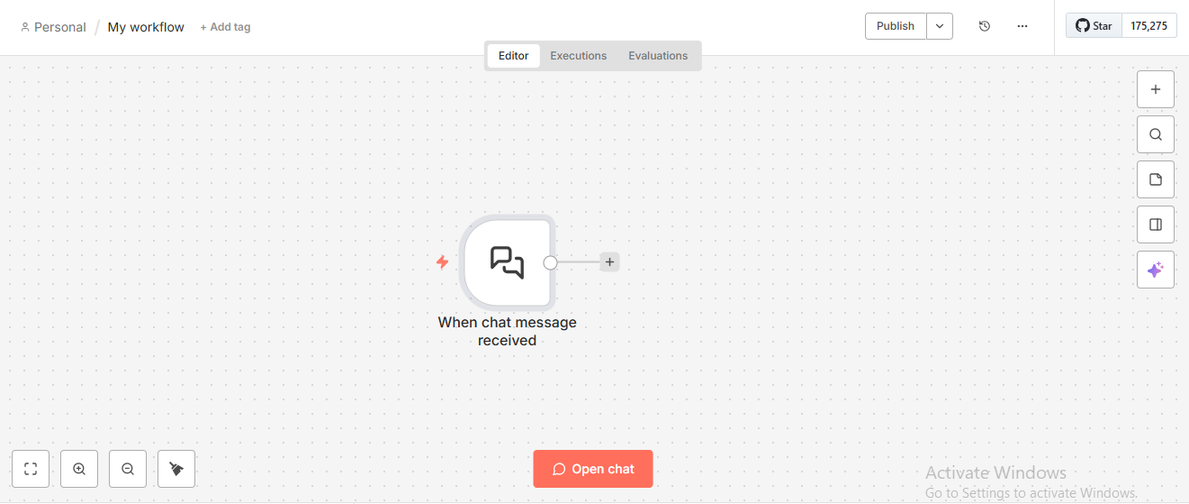 Personal / My workflow + Add tag
Publish
Star 175,275
Editor Executions Evaluations
When chat message
received
Open chat
Activate Windows
Go to Settings to activate Windows.